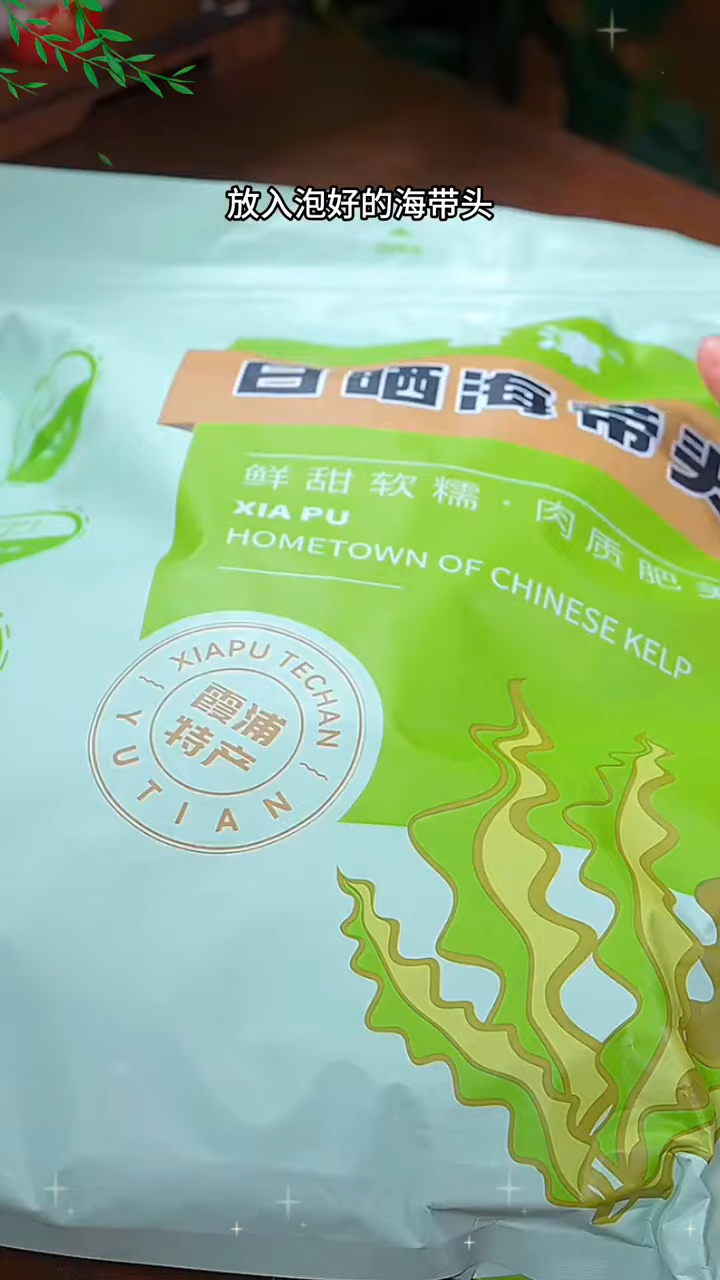 放入泡好的海带头
日晒海带头
鲜甜软糯·肉质肥
XIA PU
HOMETOWN OF CHINESE KELP
XIAPU TECHAN
霞浦
特产
YUTIAN